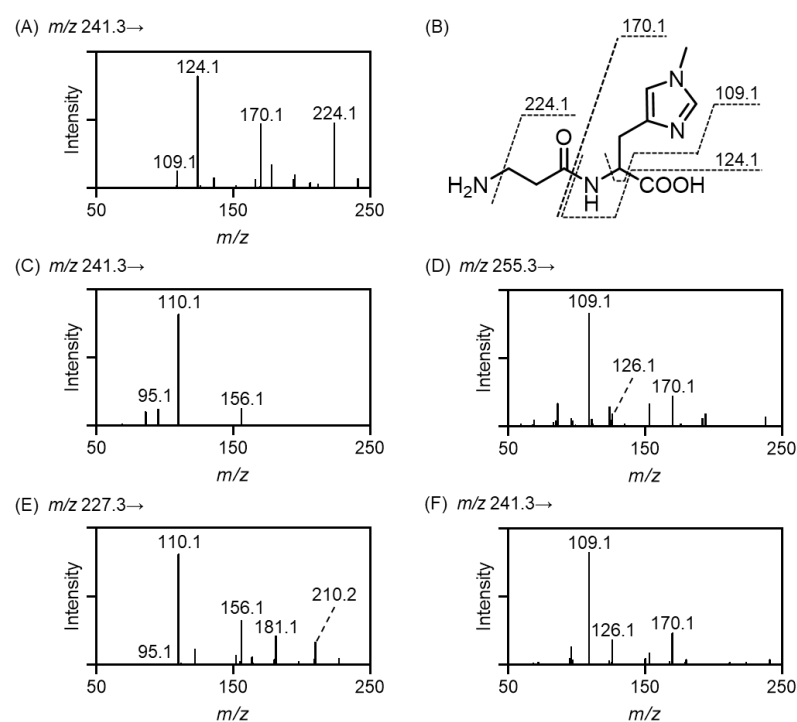 (A) m/z 241.3→
Intensity
124.1
109.1
170.1
224.1
50
150
250
m/z
(B)
170.1
224.1
109.1
124.1
N
N
O
H₂N
N
H
COOH
(C) m/z 241.3→
Intensity
110.1
95.1
156.1
50
150
250
m/z
(D) m/z 255.3→
Intensity
109.1
126.1
170.1
50
150
250
m/z
(E) m/z 227.3→
Intensity
110.1
95.1
156.1
181.1
210.2
50
150
250
m/z
(F) m/z 241.3→
Intensity
109.1
126.1
170.1
50
150
250
m/z